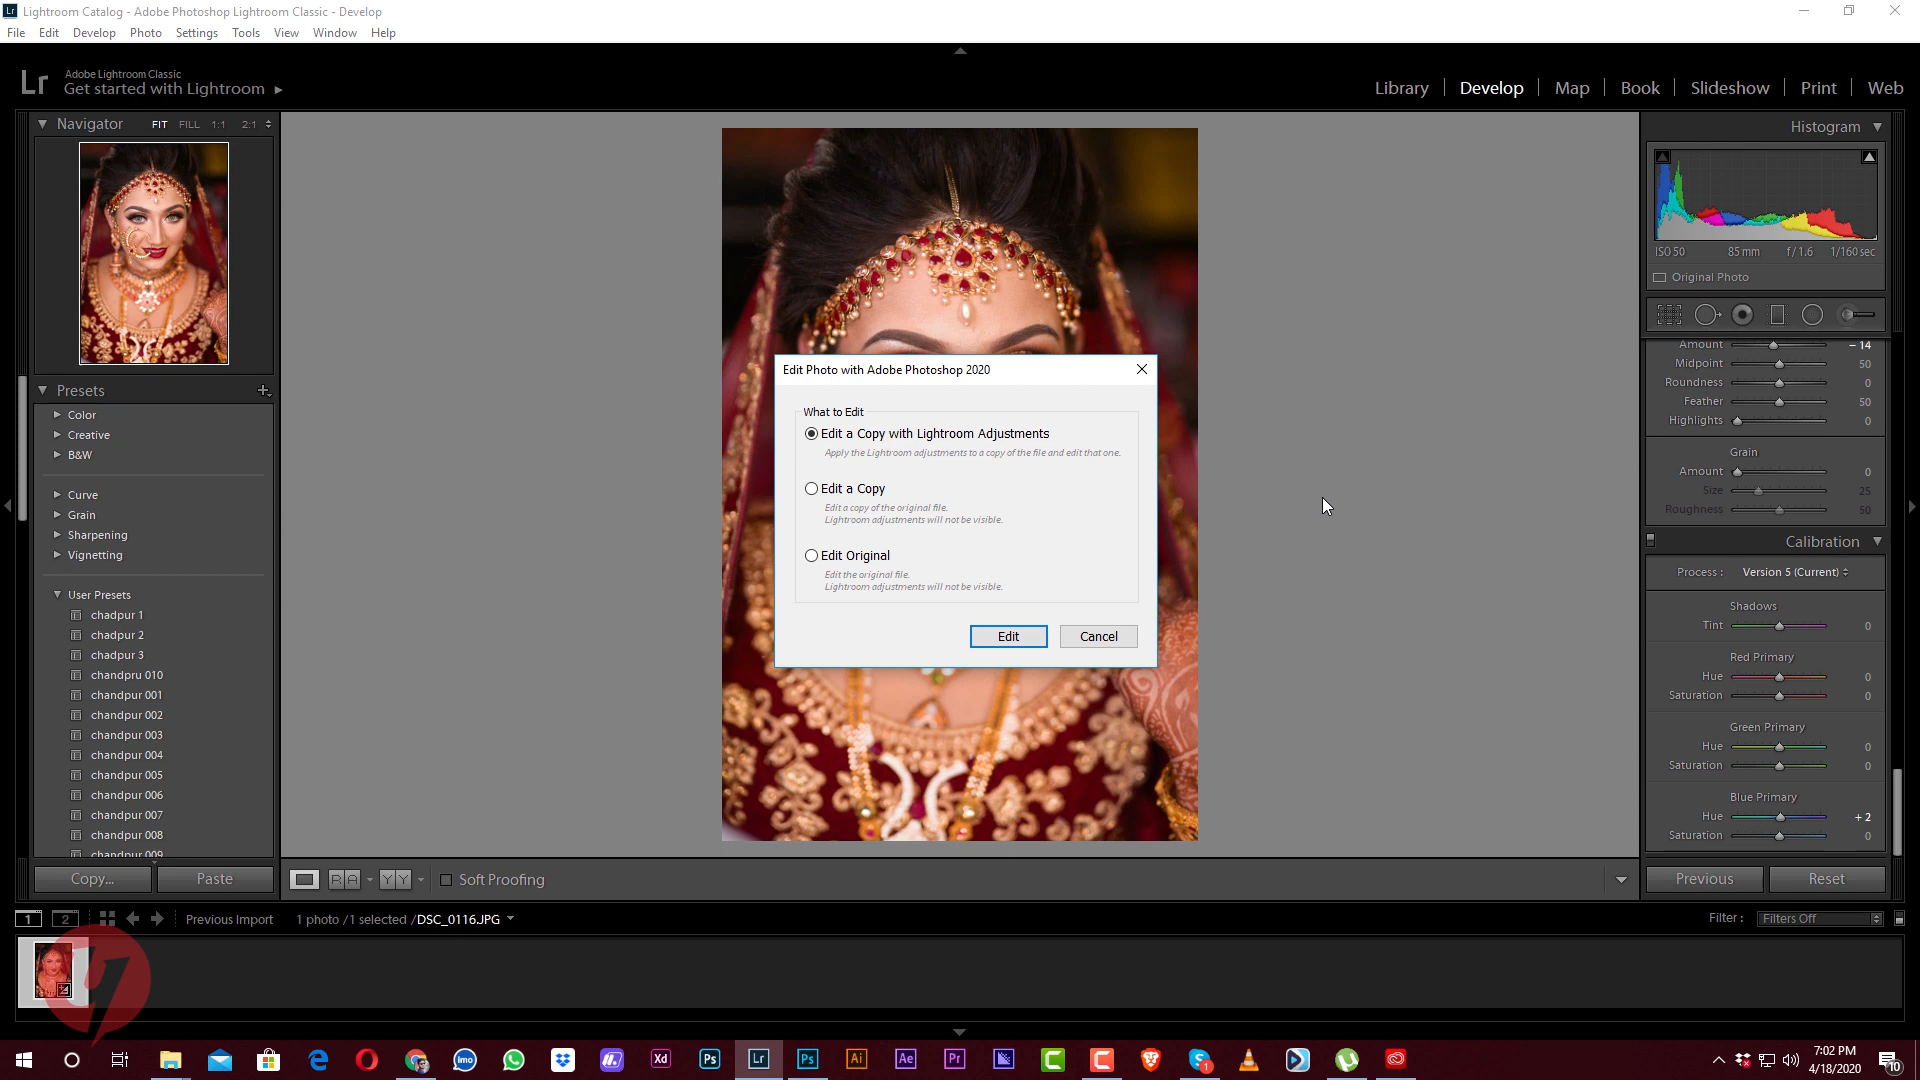 Lr Lightroom Catalog - Adobe Photoshop Lightroom Classic - Develop
File Edit Develop Photo Settings Tools View Window Help
Lr Adobe Lightroom Classic
Get started with Lightroom
Library | Develop | Map | Book | Slideshow | Print | Web
Navigator FIT FILL 1:1 2:1
Presets
Color
Creative
B&W
Curve
Grain
Sharpening
Vignetting
User Presets
chadpur 1
chadpur 2
chadpur 3
chandpru 010
chandpur 001
chandpur 002
chandpur 003
chandpur 004
chandpur 005
chandpur 006
chandpur 007
chandpur 008
chandpur 009
Copy... Paste
Edit Photo with Adobe Photoshop 2020
What to Edit
Edit a Copy with Lightroom Adjustments
Apply the Lightroom adjustments to a copy of the file and edit that one.
Edit a Copy
Edit a copy of the original file.
Lightroom adjustments will not be visible.
Edit Original
Edit the original file.
Lightroom adjustments will not be visible.
Edit Cancel
R A Y Y Soft Proofing
Histogram
ISO 50 85 mm f / 1.6 1/160 sec
Original Photo
Amount - 14
Midpoint 50
Roundness 0
Feather 50
Highlights 0
Grain
Amount 0
Size 25
Roughness 50
Calibration
Process : Version 5 (Current)
Shadows
Tint 0
Red Primary
Hue 0
Saturation 0
Green Primary
Hue 0
Saturation 0
Blue Primary
Hue + 2
Saturation 0
Previous Reset
1 2 Previous Import 1 photo / 1 selected / DSC_0116.JPG
Filter : Filters Off
imo Xd Ps Lr Ps Ai Ae Pr 1
7:02 PM
4/18/2020
10